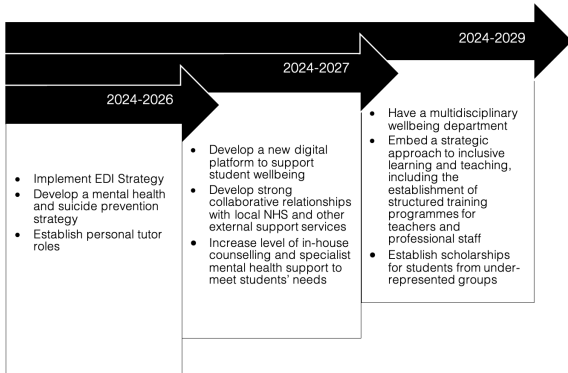 2024-2026
• Implement EDI Strategy
• Develop a mental health
and suicide prevention
strategy
• Establish personal tutor
roles
2024-2027
• Develop a new digital
platform to support
student wellbeing
• Develop strong
collaborative relationships
with local NHS and other
external support services
• Increase level of in-house
counselling and specialist
mental health support to
meet students’ needs
2024-2029
• Have a multidisciplinary
wellbeing department
• Embed a strategic
approach to inclusive
learning and teaching,
including the
establishment of
structured training
programmes for
teachers and
professional staff
• Establish scholarships
for students from under-
represented groups